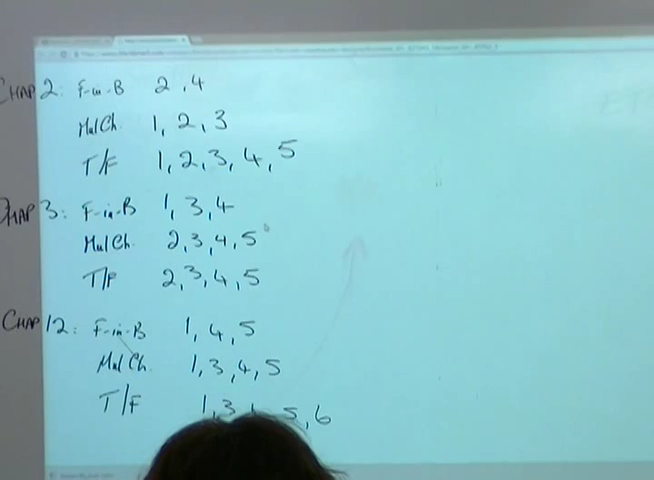 CHAP 2: F-in-B 2, 4
MulCh. 1, 2, 3
T/F 1, 2, 3, 4, 5
CHAP 3: F-in-B 1, 3, 4
MulCh. 2, 3, 4, 5
T/F 2, 3, 4, 5
CHAP 12: F-in-B 1, 4, 5
MulCh. 1, 3, 4, 5
T/F 1, 3, 5, 6